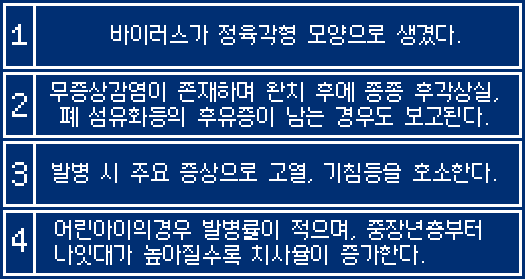 1 바이러스가 정육각형 모양으로 생겼다.
2 무증상감염이 존재하며 완치 후에 종종 후각상실,
폐 섬유화등의 후유증이 남는 경우도 보고된다.
3 발병 시 주요 증상으로 고열, 기침등을 호소한다.
4 어린아이의경우 발병률이 적으며, 중장년층부터
나잇대가 높아질수록 치사율이 증가한다.